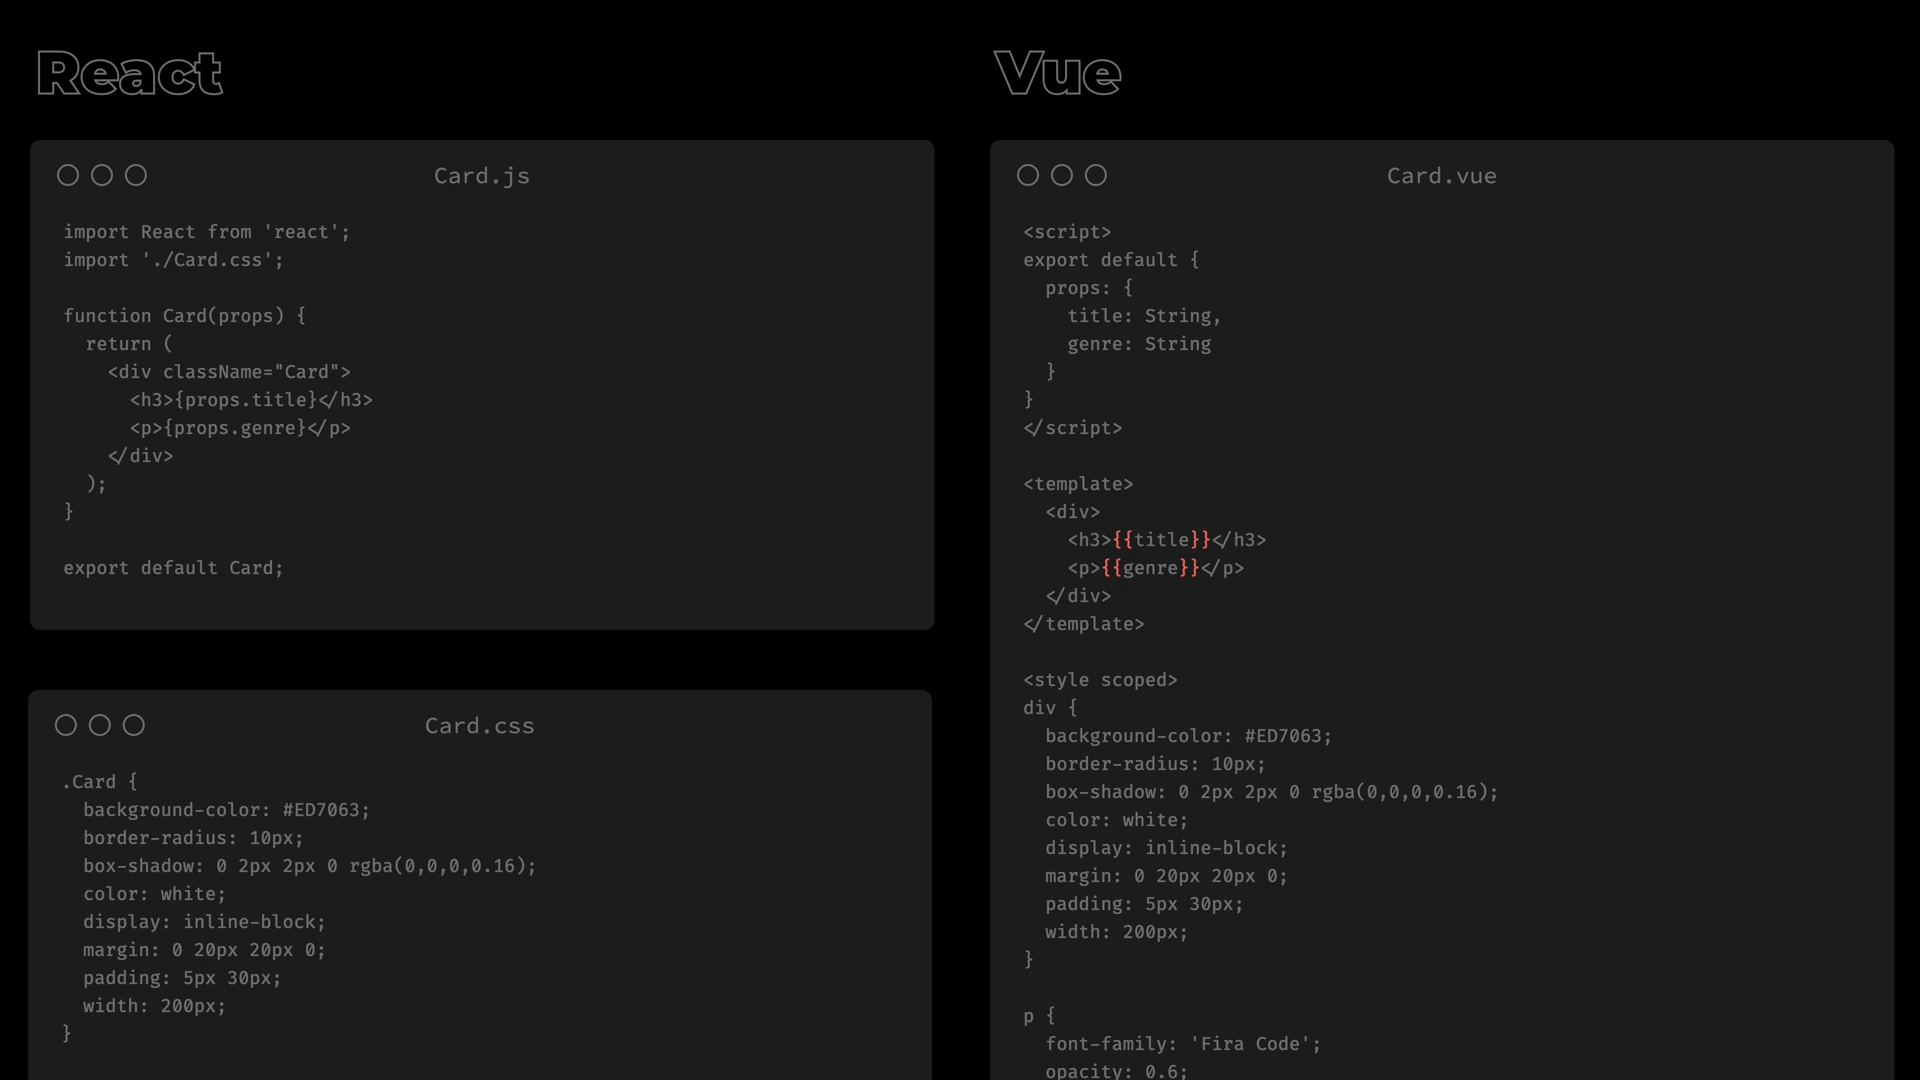 React
Card.js
import React from 'react';
import './Card.css';
function Card(props) {
  return (
    <div className="Card">
      <h3>{props.title}</h3>
      <p>{props.genre}</p>
    </div>
  );
}
export default Card;
Card.css
.Card {
  background-color: #ED7063;
  border-radius: 10px;
  box-shadow: 0 2px 2px 0 rgba(0,0,0,0.16);
  color: white;
  display: inline-block;
  margin: 0 20px 20px 0;
  padding: 5px 30px;
  width: 200px;
}
Vue
Card.vue
<script>
export default {
  props: {
    title: String,
    genre: String
  }
}
</script>
<template>
  <div>
    <h3>{{title}}</h3>
    <p>{{genre}}</p>
  </div>
</template>
<style scoped>
div {
  background-color: #ED7063;
  border-radius: 10px;
  box-shadow: 0 2px 2px 0 rgba(0,0,0,0.16);
  color: white;
  display: inline-block;
  margin: 0 20px 20px 0;
  padding: 5px 30px;
  width: 200px;
}
p {
  font-family: 'Fira Code';
  opacity: 0.6;